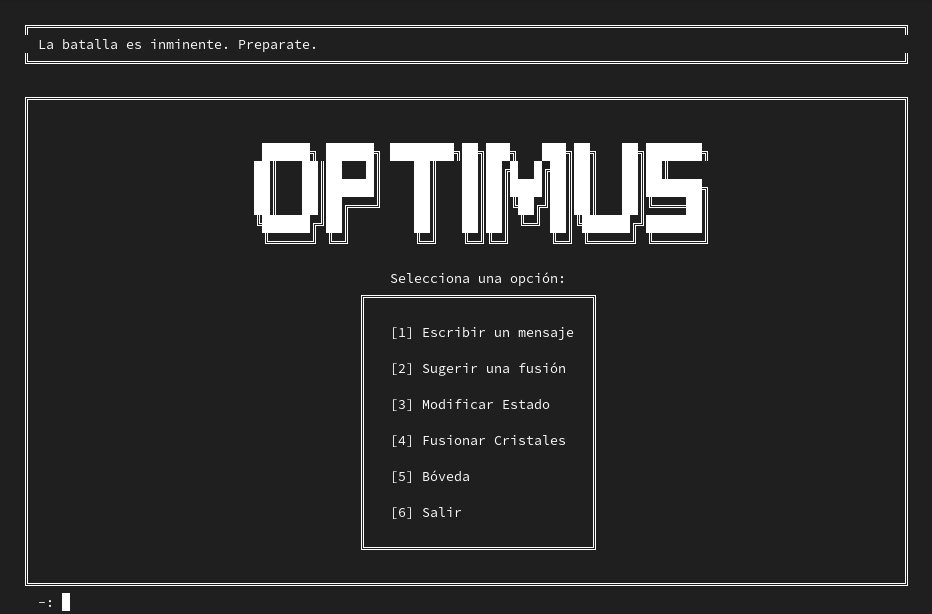 La batalla es inminente. Preparate.
OPTIMUS
Selecciona una opción:
[1] Escribir un mensaje
[2] Sugerir una fusión
[3] Modificar Estado
[4] Fusionar Cristales
[5] Bóveda
[6] Salir
-: